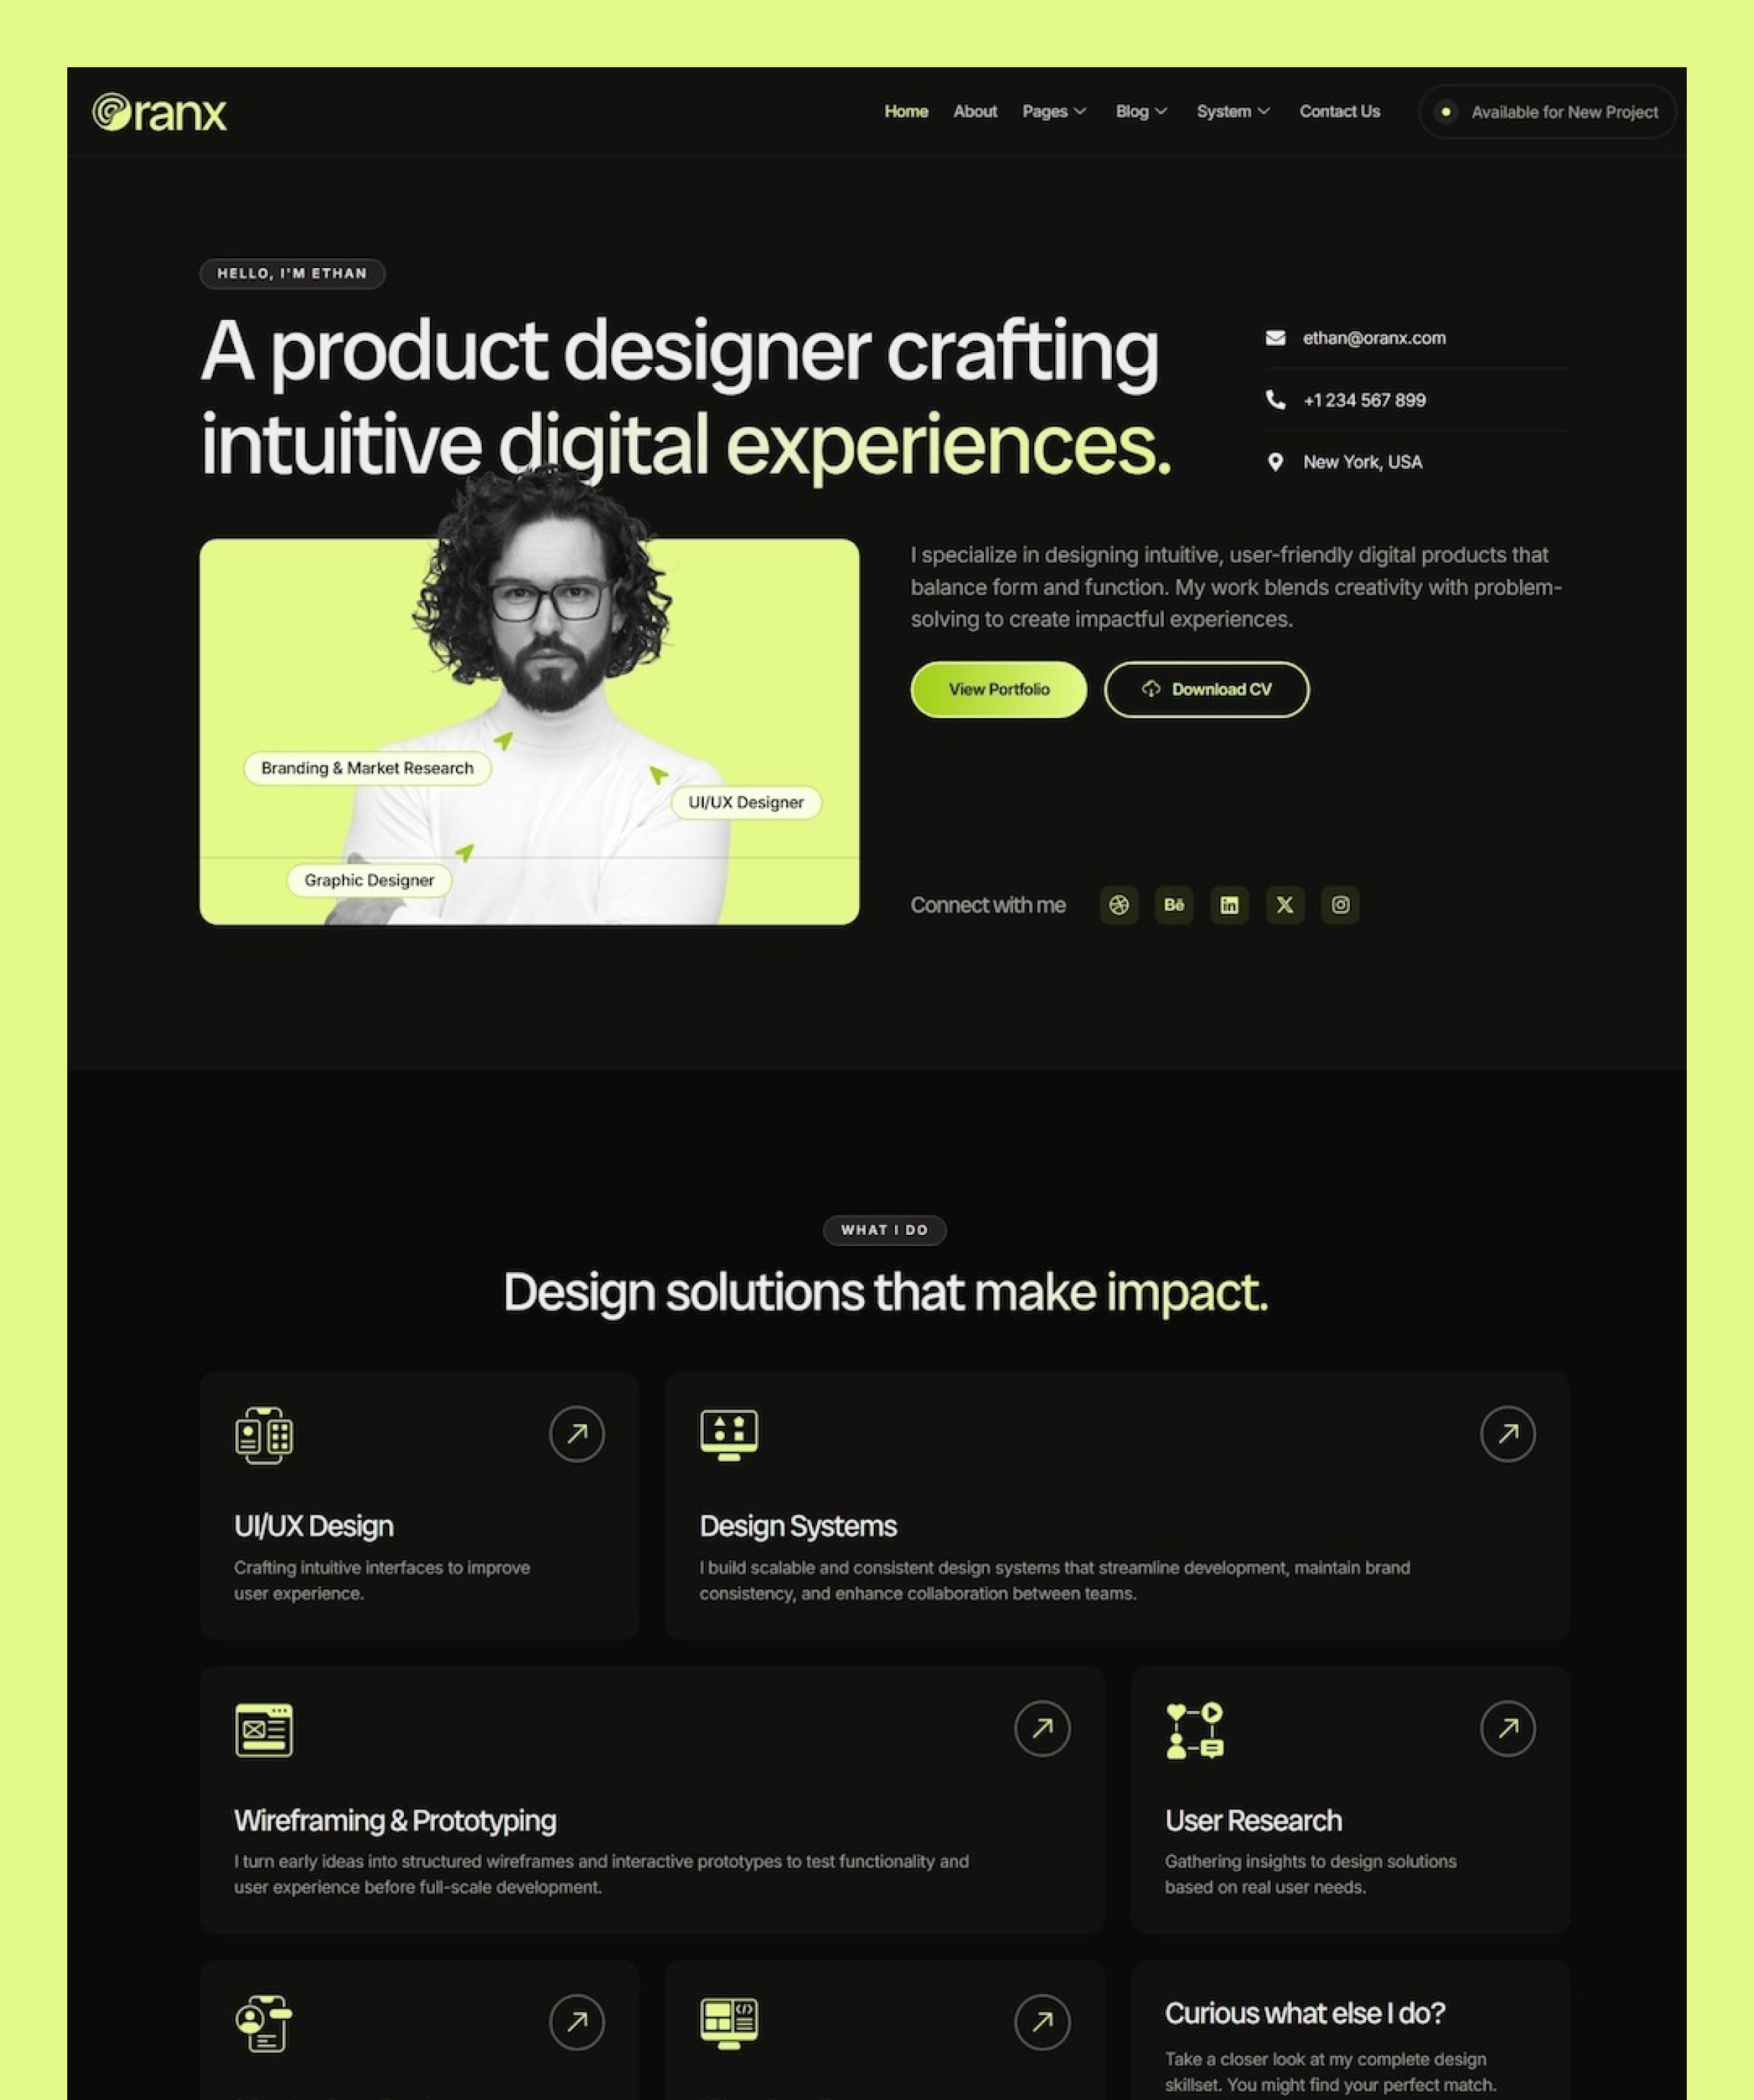 Oranx
Home About Pages Blog System Contact Us Available for New Project
HELLO, I'M ETHAN
A product designer crafting
intuitive digital experiences.
ethan@oranx.com
+1 234 567 899
New York, USA
I specialize in designing intuitive, user-friendly digital products that
balance form and function. My work blends creativity with problem-
solving to create impactful experiences.
View Portfolio
Download CV
Branding & Market Research
UI/UX Designer
Graphic Designer
Connect with me
Bē
in
X
WHAT I DO
Design solutions that make impact.
UI/UX Design
Crafting intuitive interfaces to improve
user experience.
Design Systems
I build scalable and consistent design systems that streamline development, maintain brand
consistency, and enhance collaboration between teams.
Wireframing & Prototyping
I turn early ideas into structured wireframes and interactive prototypes to test functionality and
user experience before full-scale development.
User Research
Gathering insights to design solutions
based on real user needs.
Curious what else I do?
Take a closer look at my complete design
skillset. You might find your perfect match.